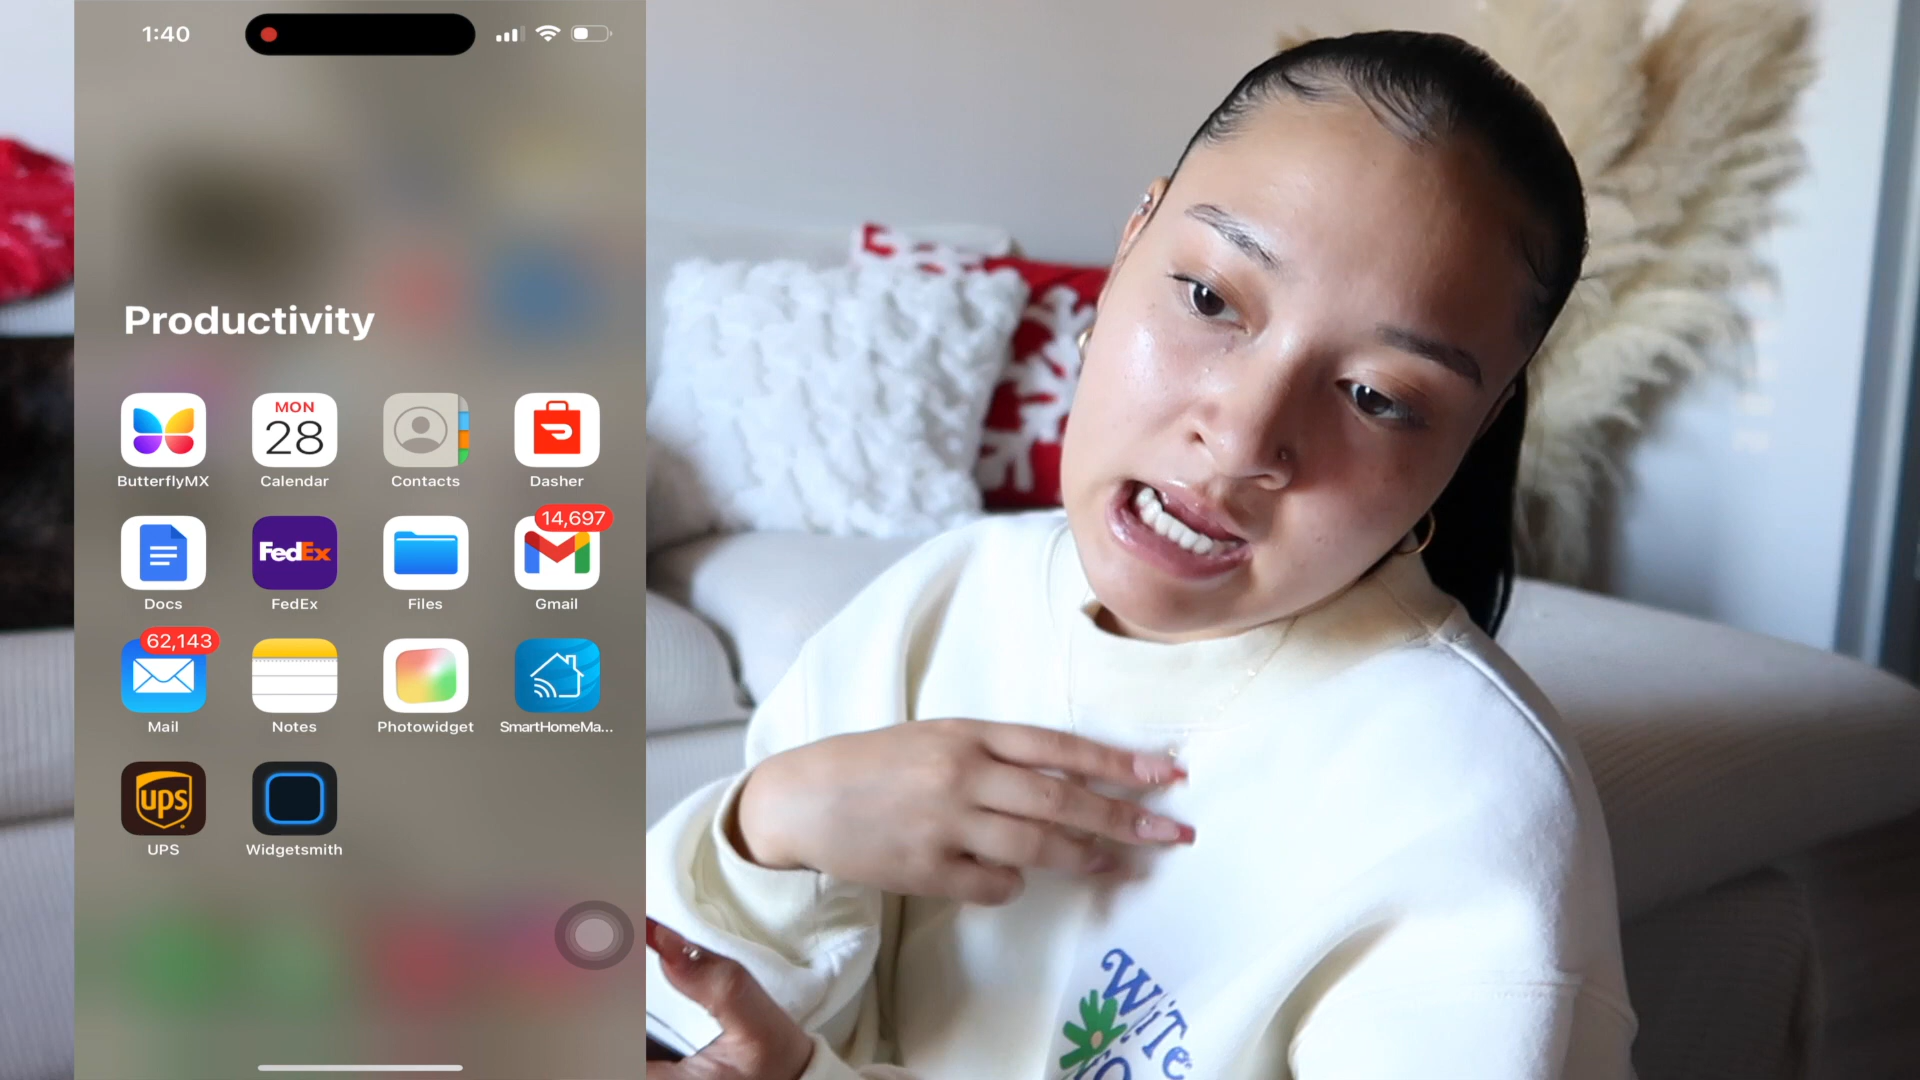 1:40
Productivity
MON
28
ButterflyMX
Calendar
Contacts
Dasher
14,697
FedEx
Docs
FedEx
Files
Gmail
62,143
Mail
Notes
Photowidget
SmartHomeMa...
ups
UPS
Widgetsmith
WiTe